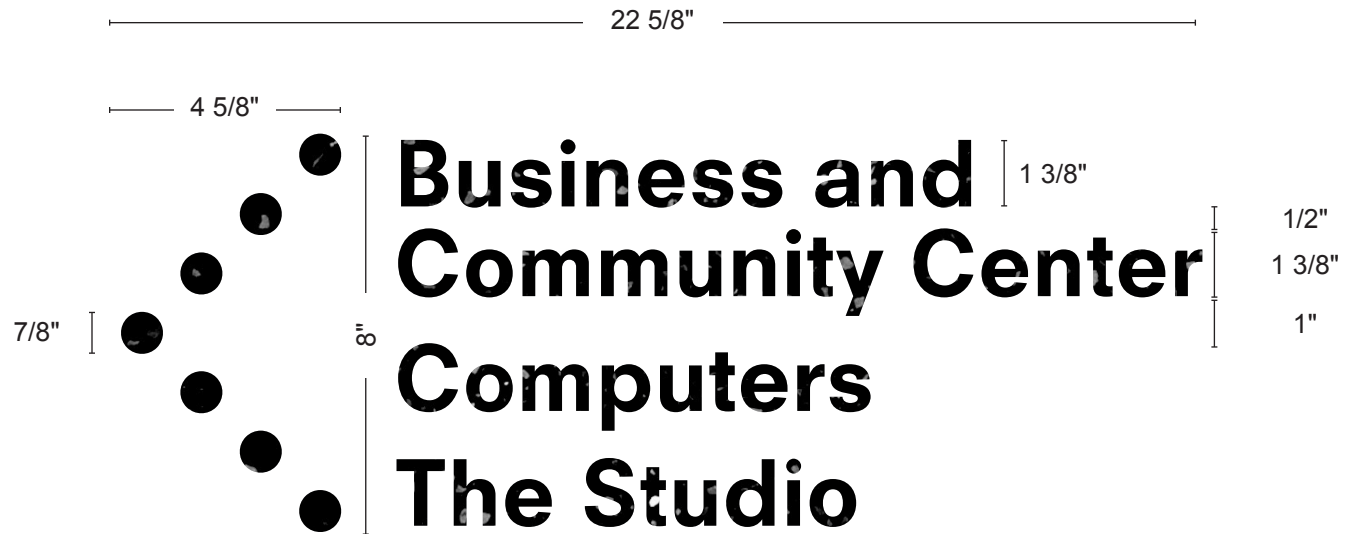 22 5/8"
4 5/8"
Business and
1 3/8"
1/2"
Community Center
1 3/8"
7/8"
8"
1"
Computers
The Studio